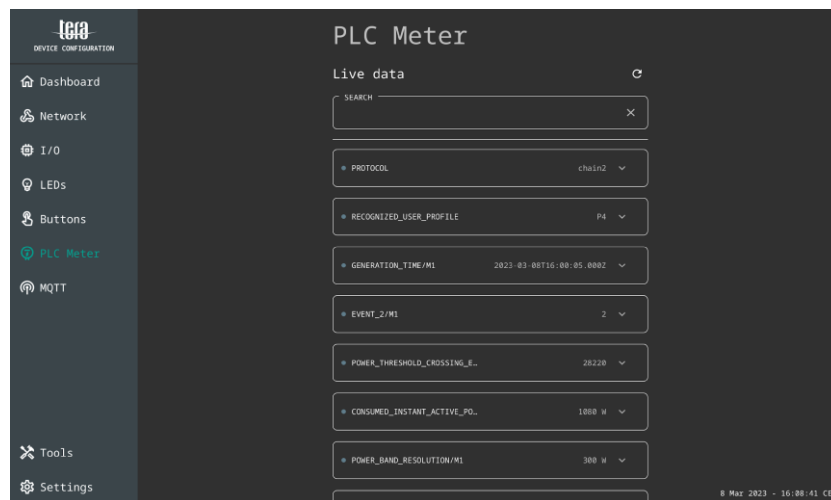 tera
DEVICE CONFIGURATION
Dashboard
Network
I/O
LEDs
Buttons
PLC Meter
MQTT
Tools
Settings
PLC Meter
Live data
SEARCH
PROTOCOL chain2
RECOGNIZED_USER_PROFILE P4
GENERATION_TIME/M1 2023-03-08T16:00:05.000Z
EVENT_2/M1 2
POWER_THRESHOLD_CROSSING_E… 28220
CONSUMED_INSTANT_ACTIVE_PO… 1080 W
POWER_BAND_RESOLUTION/M1 300 W
8 Mar 2023 - 16:08:41